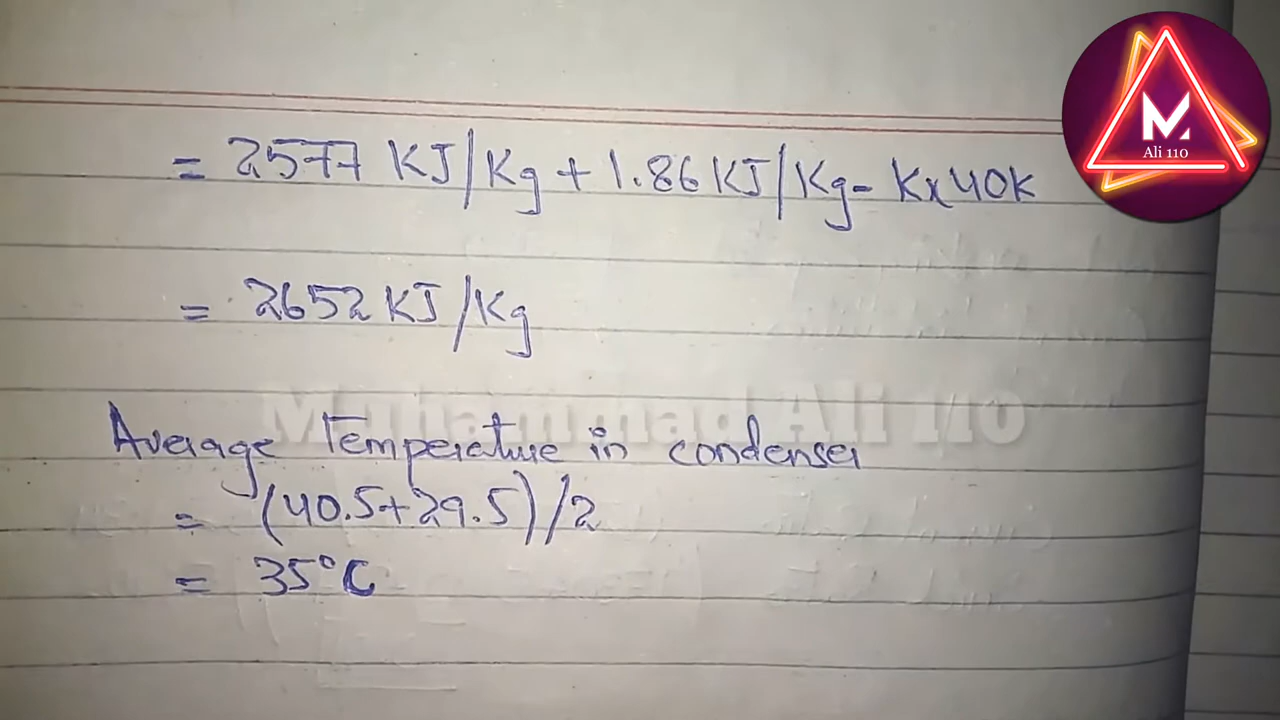 = 2577 KJ/Kg + 1.86 KJ/Kg- K x 40K
M.
Ali 110
= 2652 KJ/Kg
Muhammad Ali 110
Average Temperature in condenser
= (40.5+29.5)/2
= 35°C